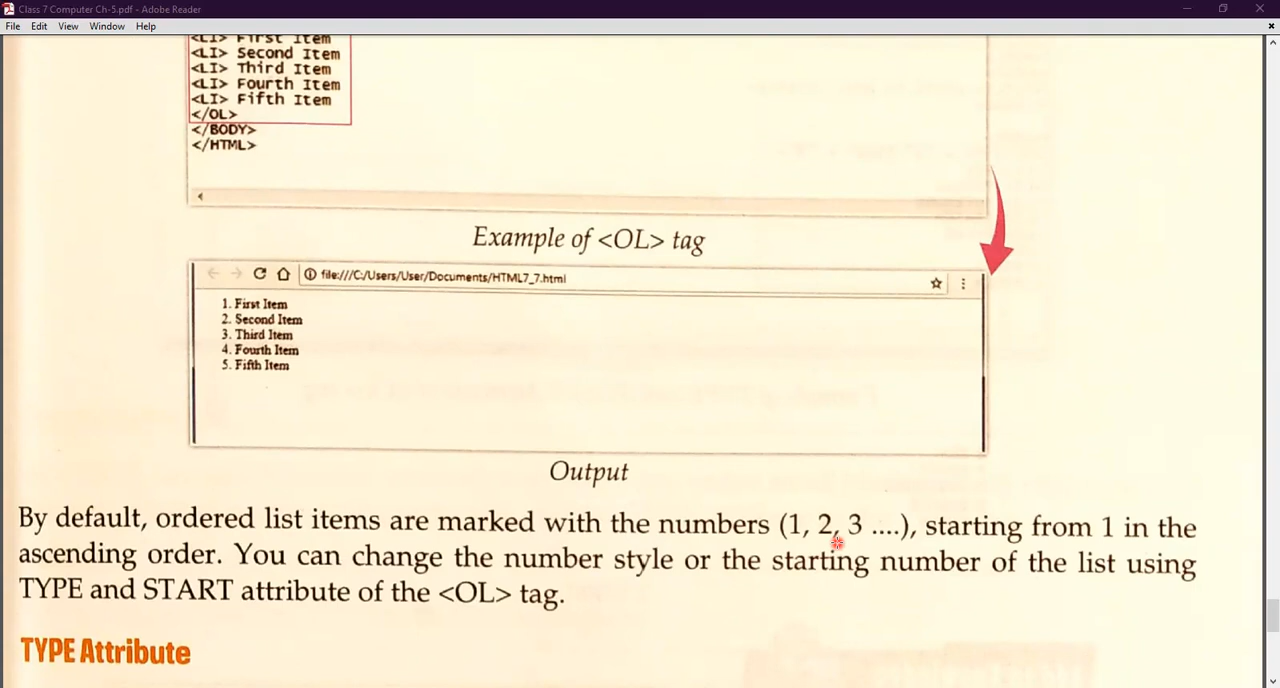 Class 7 Computer Ch-5.pdf - Adobe Reader
File Edit View Window Help
<LI> First Item
<LI> Second Item
<LI> Third Item
<LI> Fourth Item
<LI> Fifth Item
</OL>
</BODY>
</HTML>
Example of <OL> tag
file:///C:/Users/User/Documents/HTML7_7.html
1. First Item
2. Second Item
3. Third Item
4. Fourth Item
5. Fifth Item
Output
By default, ordered list items are marked with the numbers (1, 2, 3 ....), starting from 1 in the
ascending order. You can change the number style or the starting number of the list using
TYPE and START attribute of the <OL> tag.
TYPE Attribute